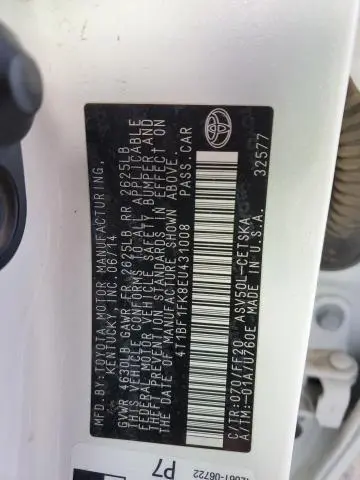 MFD.BY:TOYOTA MOTOR MANUFACTURING,
KENTUCKY, INC. 06/14
GVWR 4630LB GAWR FR 2625LB RR 2625LB
THIS VEHICLE CONFORMS TO ALL APPLICABLE
FEDERAL MOTOR VEHICLE SAFETY, BUMPER AND
THEFT PREVENTION STANDARDS IN EFFECT ON
THE DATE OF MANUFACTURE SHOWN ABOVE.
4T1BF1FK8EU431008 PASS.CAR
C/TR:070/FE20 ASV50L-CETSKA
A/TM:-01A/U760E MADE IN U.S.A.
32577
42061-06722
P7